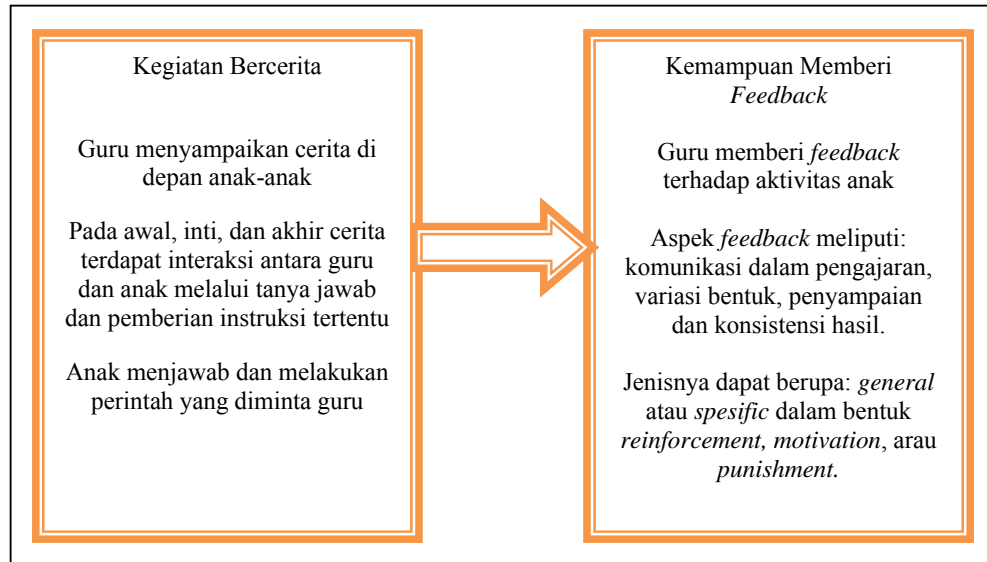 Kegiatan Bercerita
Guru menyampaikan cerita di
depan anak-anak
Pada awal, inti, dan akhir cerita
terdapat interaksi antara guru
dan anak melalui tanya jawab
dan pemberian instruksi tertentu
Anak menjawab dan melakukan
perintah yang diminta guru
Kemampuan Memberi
Feedback
Guru memberi feedback
terhadap aktivitas anak
Aspek feedback meliputi:
komunikasi dalam pengajaran,
variasi bentuk, penyampaian
dan konsistensi hasil.
Jenisnya dapat berupa: general
atau spesific dalam bentuk
reinforcement, motivation, arau
punishment.